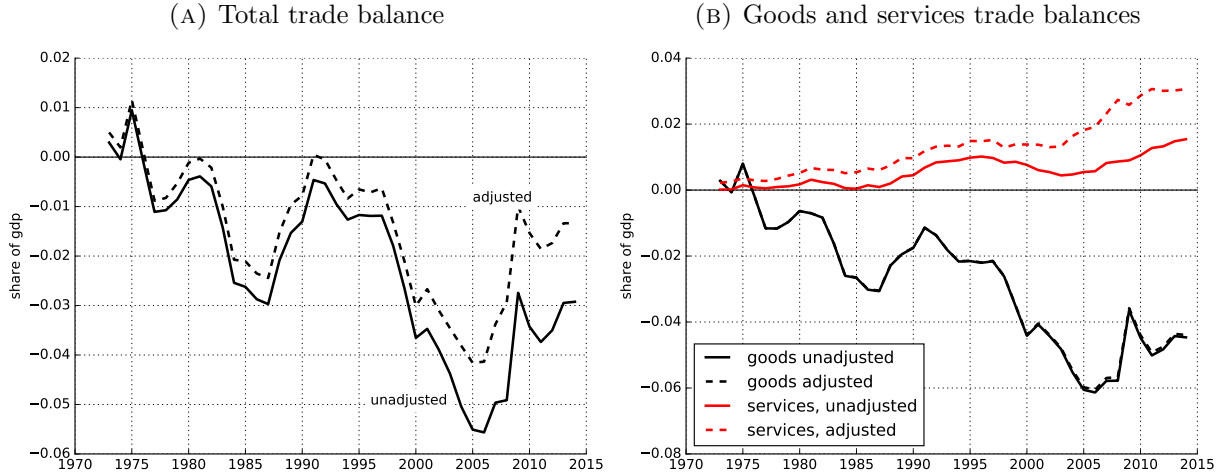 (A) Total trade balance
0.02
0.01
0.00
−0.01
−0.02
−0.03
−0.04
−0.05
−0.06
share of gdp
adjusted
unadjusted
1970 1975 1980 1985 1990 1995 2000 2005 2010 2015
(B) Goods and services trade balances
0.04
0.02
0.00
−0.02
−0.04
−0.06
−0.08
share of gdp
goods unadjusted
goods adjusted
services, unadjusted
services, adjusted
1970 1975 1980 1985 1990 1995 2000 2005 2010 2015